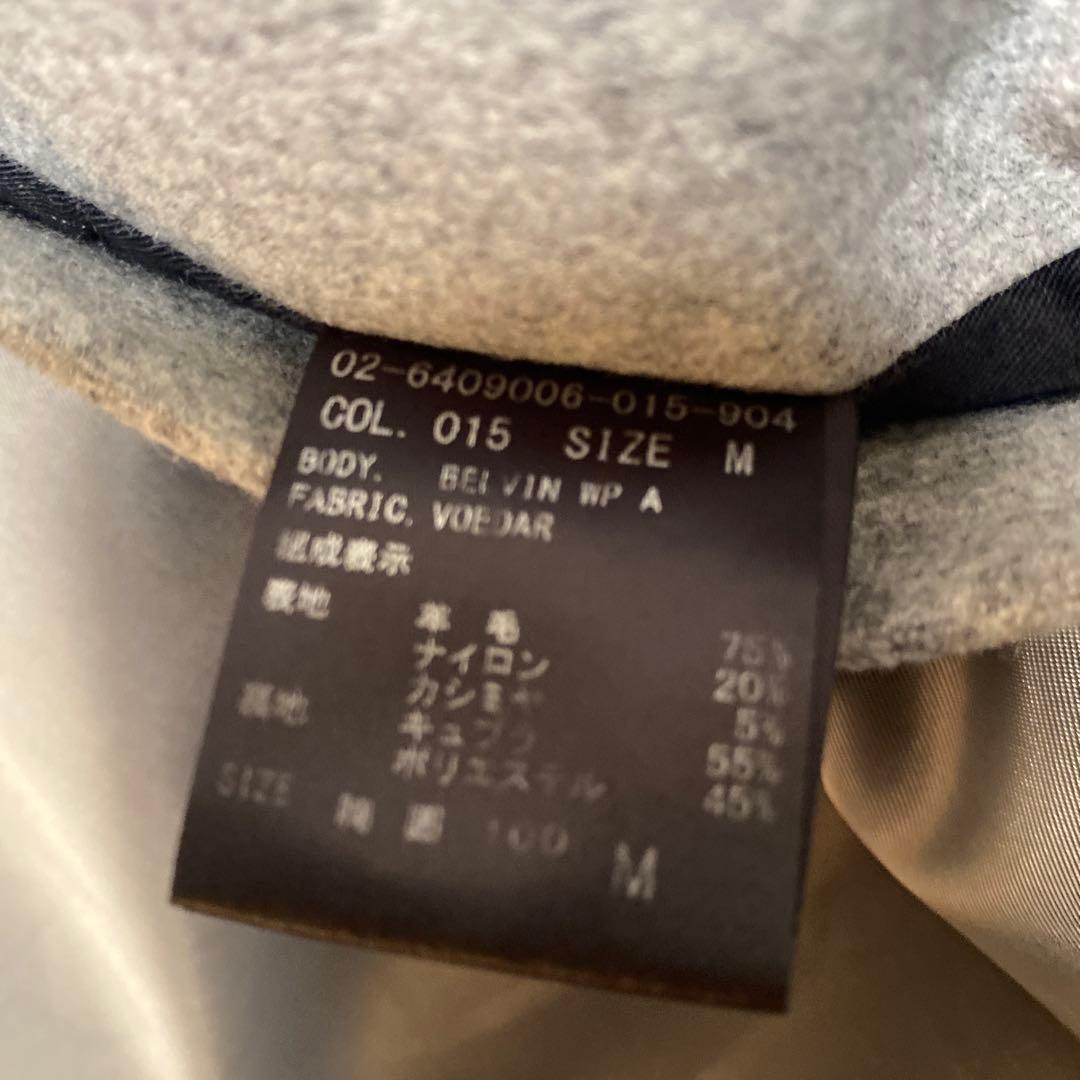 02-6409006-015-904
COL. 015 SIZE M
BODY. BELVIN WP A
FABRIC. VOEDAR
組成表示
表地 羊毛 75%
ナイロン 20%
カシミヤ 5%
裏地 キュプラ 55%
ポリエステル 45%
SIZE 胸囲 100 M